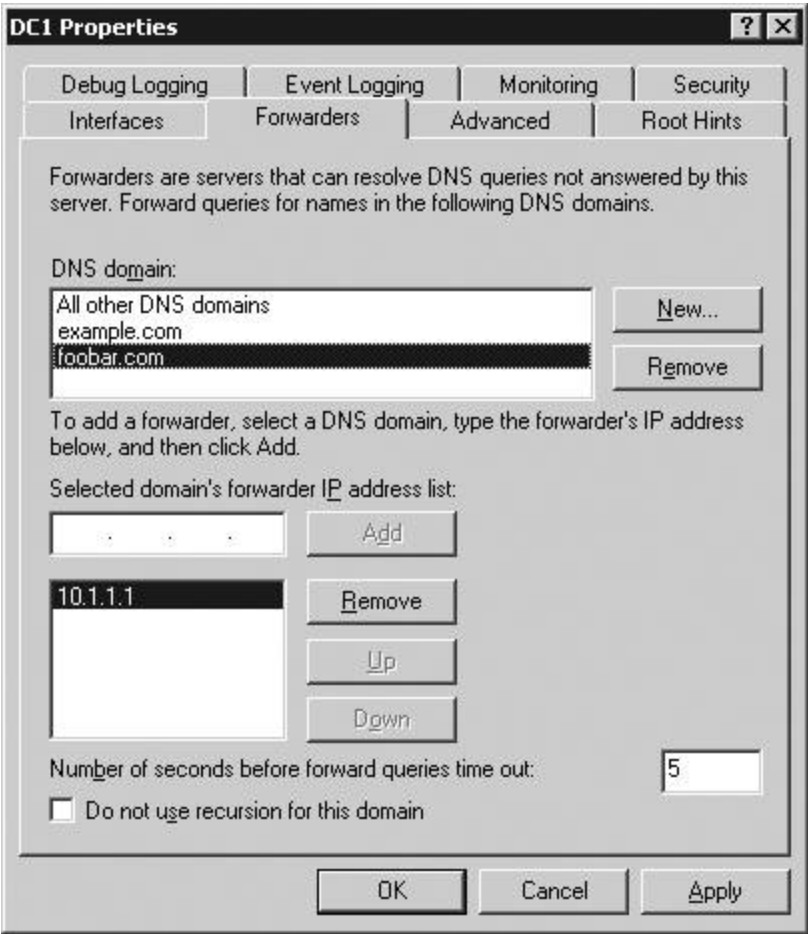 DC1 Properties
? X
Debug Logging
Event Logging
Monitoring
Security
Interfaces
Forwarders
Advanced
Root Hints
Forwarders are servers that can resolve DNS queries not answered by this
server. Forward queries for names in the following DNS domains.
DNS domain:
All other DNS domains
example.com
foobar.com
New...
Remove
To add a forwarder, select a DNS domain, type the forwarder's IP address
below, and then click Add.
Selected domain's forwarder IP address list:
. . .
Add
10.1.1.1
Remove
Up
Down
Number of seconds before forward queries time out:
5
Do not use recursion for this domain
OK
Cancel
Apply